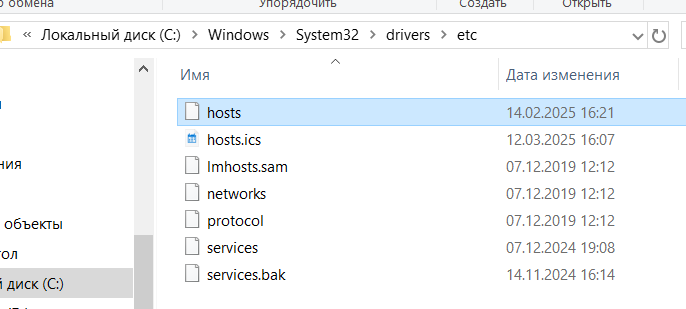 обмена Упорядочить Создать Открыть
« Локальный диск (C:) > Windows > System32 > drivers > etc
Имя Дата изменения
hosts 14.02.2025 16:21
hosts.ics 12.03.2025 16:07
lmhosts.sam 07.12.2019 12:12
networks 07.12.2019 12:12
protocol 07.12.2019 12:12
services 07.12.2024 19:08
services.bak 14.11.2024 16:14
ния
объекты
тол
й диск (C:)